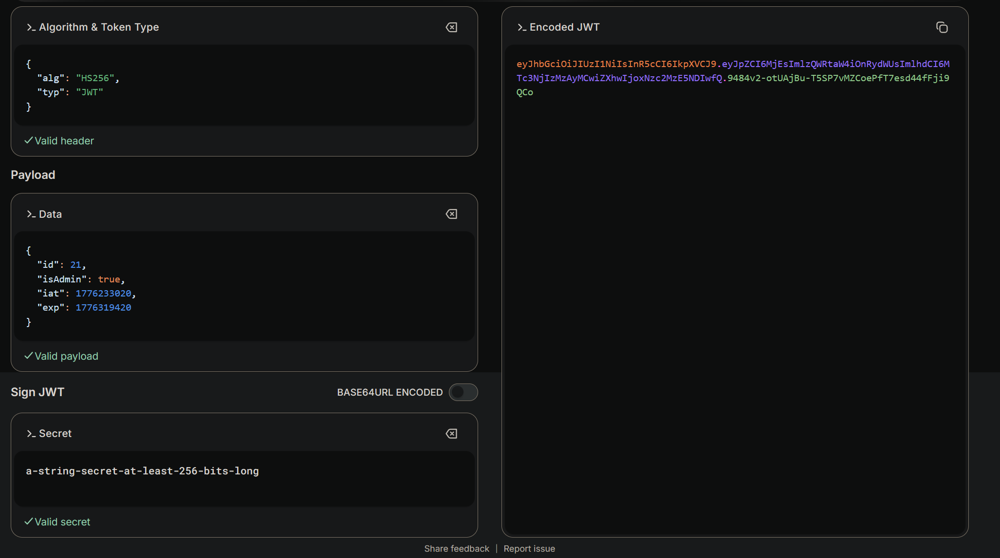 >_ Algorithm & Token Type
{
  "alg": "HS256",
  "typ": "JWT"
}
Valid header
Payload
>_ Data
{
  "id": 21,
  "isAdmin": true,
  "iat": 1776233020,
  "exp": 1776319420
}
Valid payload
Sign JWT
BASE64URL ENCODED
>_ Secret
a-string-secret-at-least-256-bits-long
Valid secret
>_ Encoded JWT
eyJhbGciOiJIUzI1NiIsInR5cCI6IkpXVCJ9.eyJpZCI6MjEsImlzQWRtaW4iOnRydWUsImlhdCI6M
Tc3NjIzMzAyMCwiZXhwIjoxNzc2MzE5NDIwfQ.9484v2-otUAjBu-T5SP7vMZCoePfT7esd44fFji9
QCo
Share feedback | Report issue